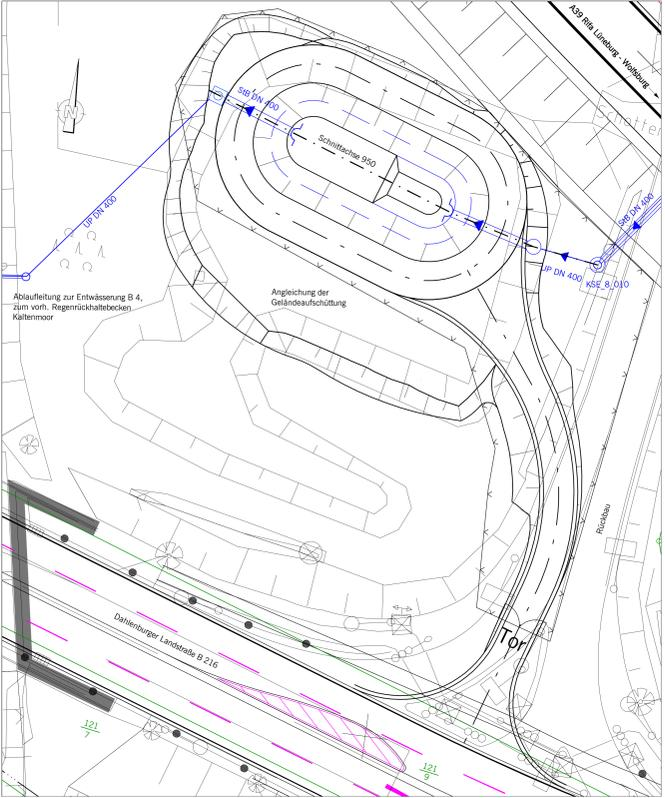 A39 Rifa Lüneburg - Wolfsburg
Schotter
N
StB DN 400
Schnittachse 950
StB DN 400
UP DN 400
UP DN 400
KSE_8_010
Ablaufleitung zur Entwässerung B 4,
zum vorh. Regenrückhaltebecken
Kaltenmoor
Angleichung der
Geländeaufschüttung
Rückbau
Tor
Dahlenburger Landstraße B 216
121
7
121
9